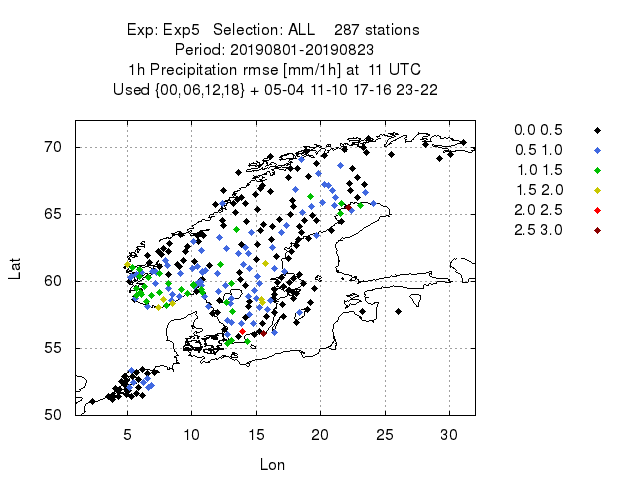 Exp: Exp5 Selection: ALL 287 stations
Period: 20190801-20190823
1h Precipitation rmse [mm/1h] at 11 UTC
Used {00,06,12,18} + 05-04 11-10 17-16 23-22
70
65
60
55
50
Lat
5 10 15 20 25 30
Lon
0.0 0.5
0.5 1.0
1.0 1.5
1.5 2.0
2.0 2.5
2.5 3.0